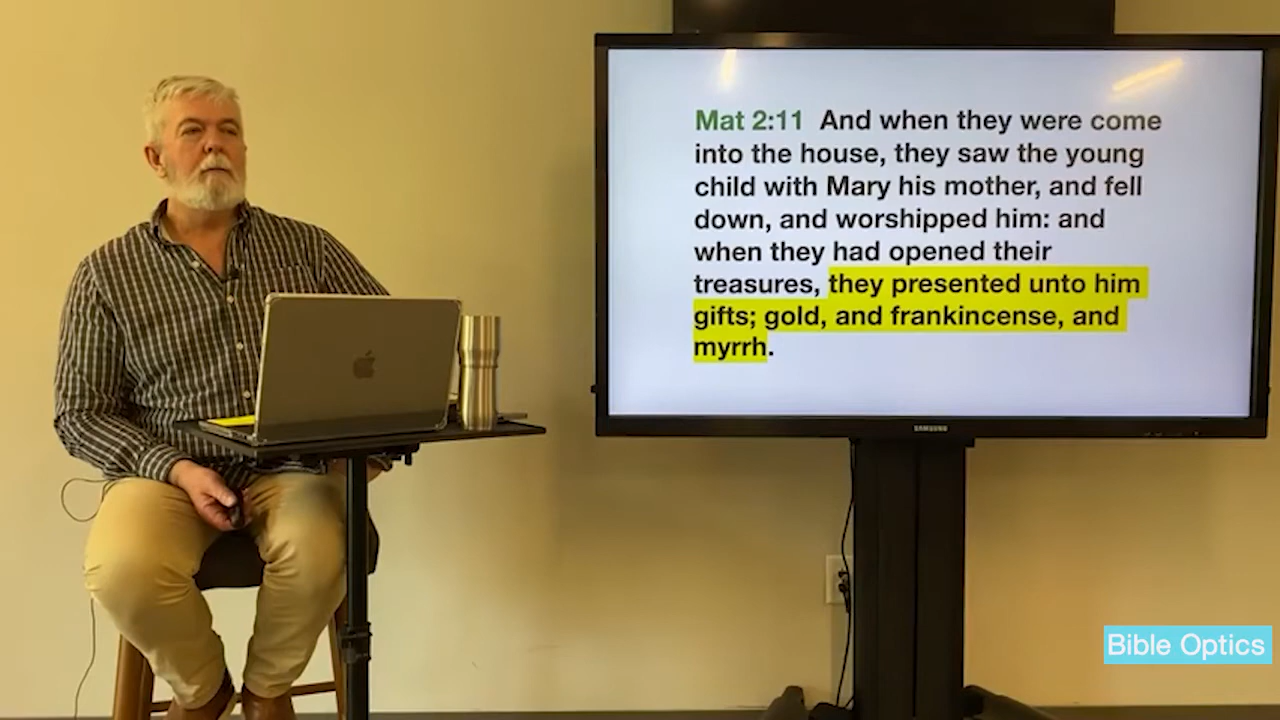 Mat 2:11 And when they were come
into the house, they saw the young
child with Mary his mother, and fell
down, and worshipped him: and
when they had opened their
treasures, they presented unto him
gifts; gold, and frankincense, and
myrrh.
SAMSUNG
Bible Optics